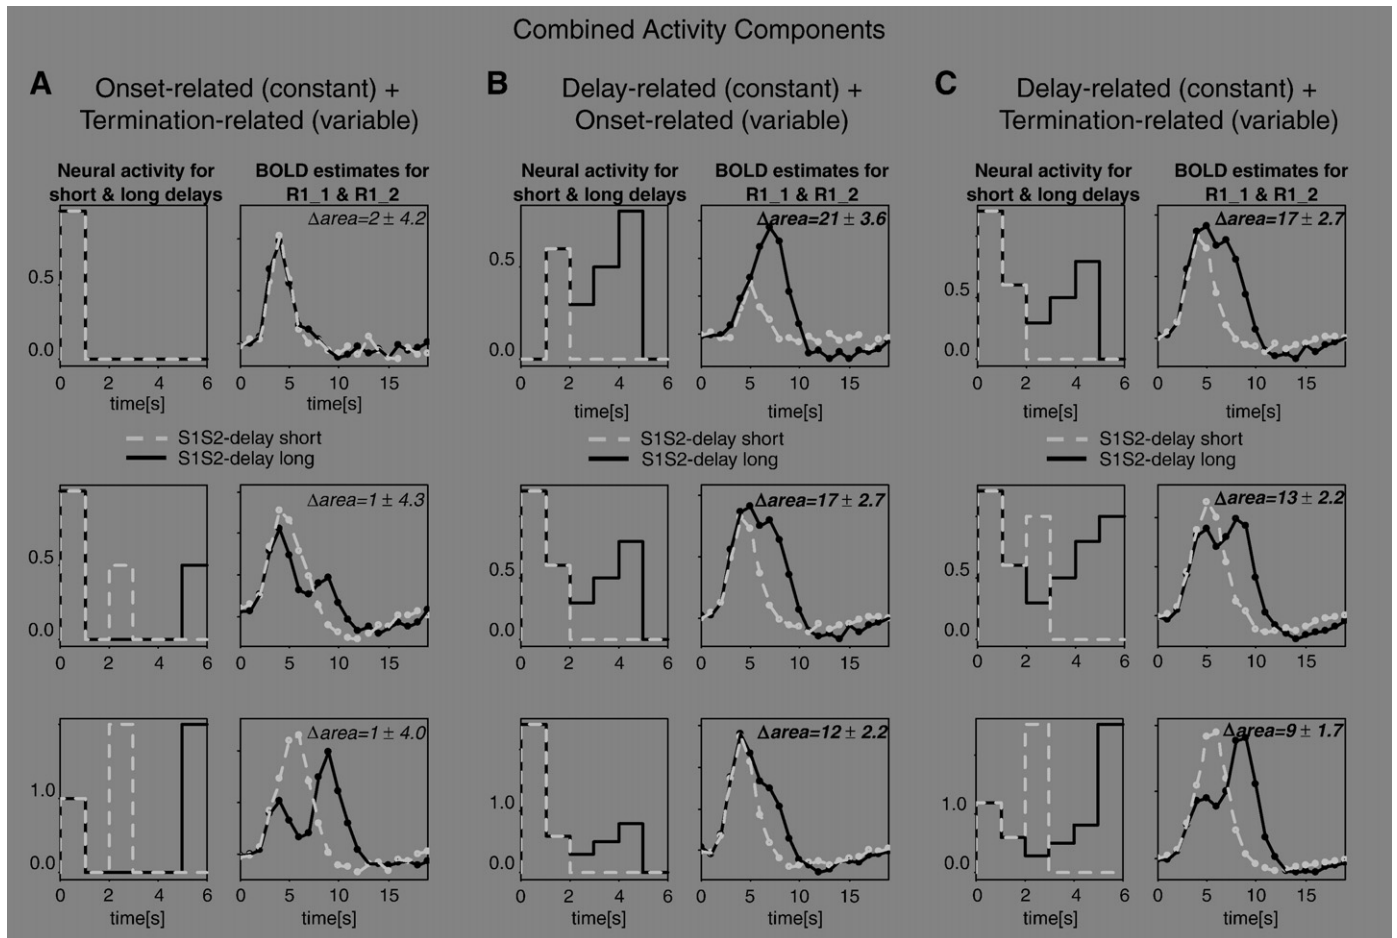 Combined Activity Components
A Onset-related (constant) +
Termination-related (variable)
B Delay-related (constant) +
Onset-related (variable)
C Delay-related (constant) +
Termination-related (variable)
Neural activity for
short & long delays
BOLD estimates for
R1_1 & R1_2
Neural activity for
short & long delays
BOLD estimates for
R1_1 & R1_2
Neural activity for
short & long delays
BOLD estimates for
R1_1 & R1_2
0.5
0.0
0 2 4 6
time[s]
Δarea=2 ± 4.2
0 5 10 15
time[s]
0.5
0.0
0 2 4 6
time[s]
Δarea=21 ± 3.6
0 5 10 15
time[s]
0.5
0.0
0 2 4 6
time[s]
Δarea=17 ± 2.7
0 5 10 15
time[s]
S1S2-delay short
S1S2-delay long
S1S2-delay short
S1S2-delay long
S1S2-delay short
S1S2-delay long
0.5
0.0
0 2 4 6
Δarea=1 ± 4.3
0 5 10 15
0.5
0.0
0 2 4 6
Δarea=17 ± 2.7
0 5 10 15
0.5
0.0
0 2 4 6
Δarea=13 ± 2.2
0 5 10 15
1.0
0.0
0 2 4 6
time[s]
Δarea=1 ± 4.0
0 5 10 15
time[s]
1.0
0.0
0 2 4 6
time[s]
Δarea=12 ± 2.2
0 5 10 15
time[s]
1.0
0.0
0 2 4 6
time[s]
Δarea=9 ± 1.7
0 5 10 15
time[s]